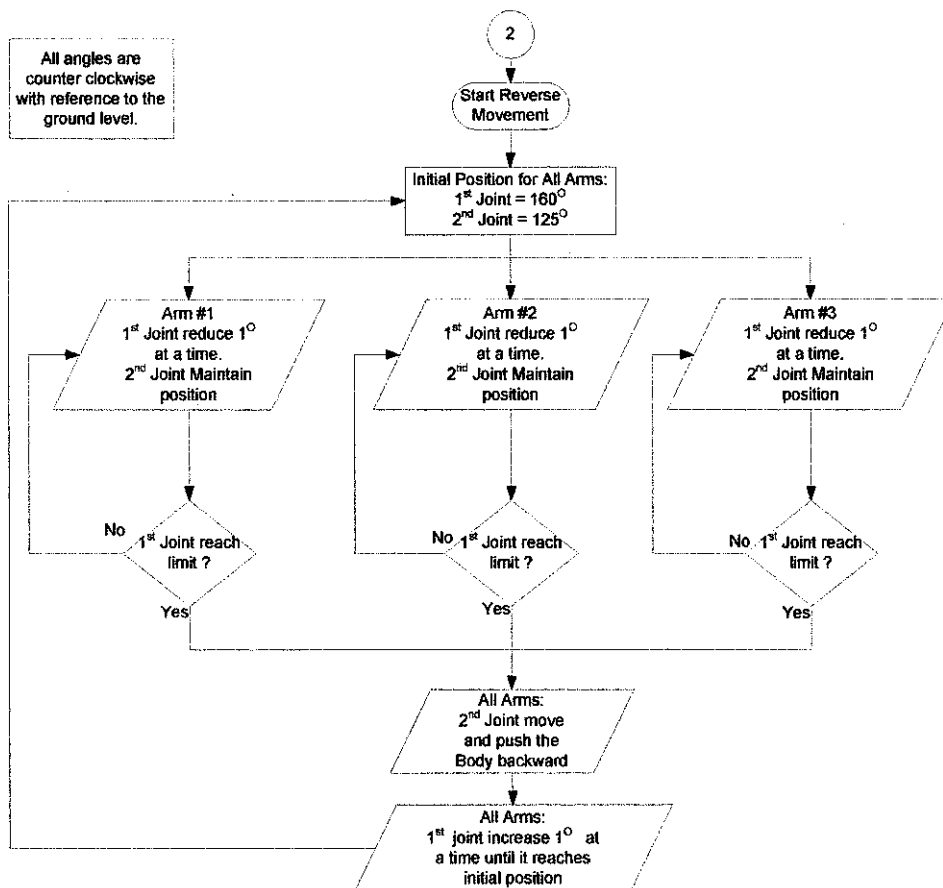 2
All angles are
counter clockwise
with reference to the
ground level.
Start Reverse
Movement
Initial Position for All Arms:
1st Joint = 160O
2nd Joint = 125O
Arm #1
1st Joint reduce 1O
at a time.
2nd Joint Maintain
position
Arm #2
1st Joint reduce 1O
at a time.
2nd Joint Maintain
position
Arm #3
1st Joint reduce 1O
at a time.
2nd Joint Maintain
position
No
1st Joint reach
limit ?
Yes
No
1st Joint reach
limit ?
Yes
No
1st Joint reach
limit ?
Yes
All Arms:
2nd Joint move
and push the
Body backward
All Arms:
1st joint increase 1O at
a time until it reaches
initial position